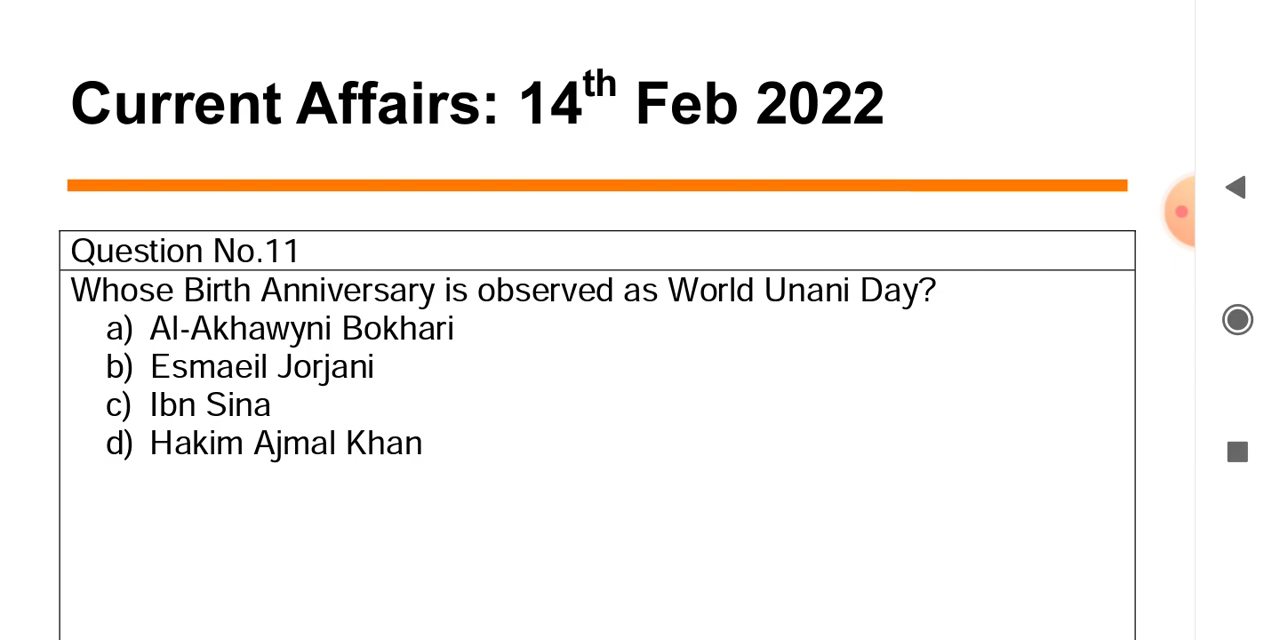 Current Affairs: 14th Feb 2022
Question No.11
Whose Birth Anniversary is observed as World Unani Day?
a) Al-Akhawyni Bokhari
b) Esmaeil Jorjani
c) Ibn Sina
d) Hakim Ajmal Khan